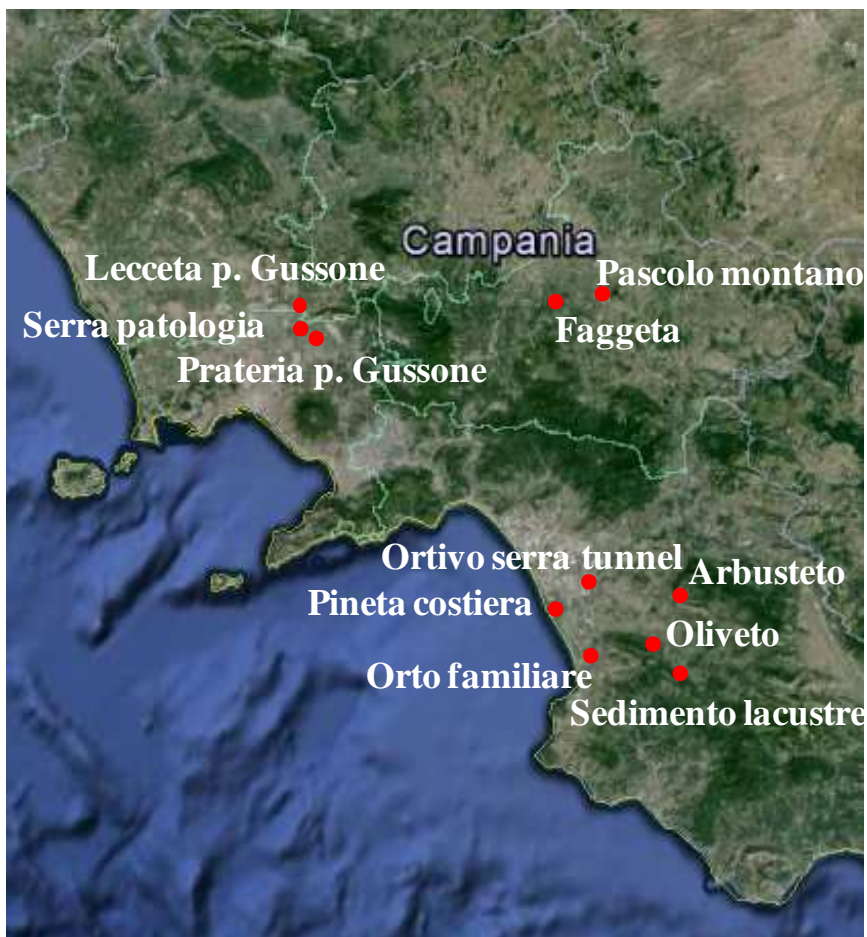 Campania
Lecceta p. Gussone
Pascolo montano
Serra patologia
Faggeta
Prateria p. Gussone
Ortivo serra tunnel
Arbusteto
Pineta costiera
Oliveto
Orto familiare
Sedimento lacustre